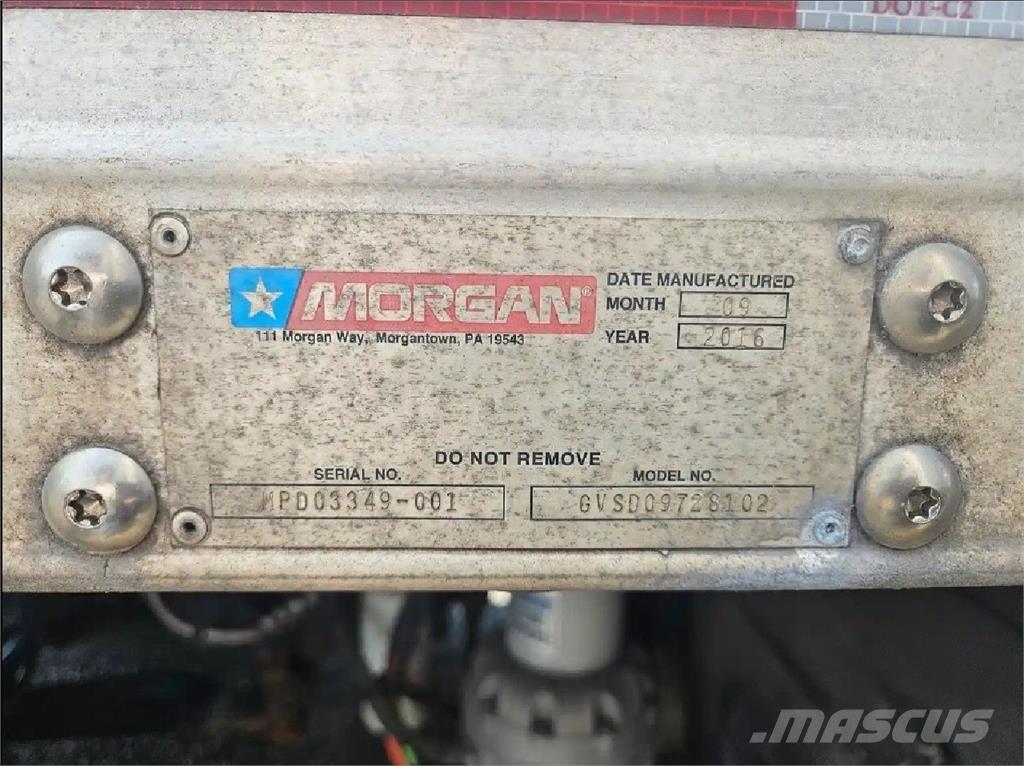 DOT-C2
MORGAN®
111 Morgan Way, Morgantown, PA 19543
DATE MANUFACTURED
MONTH 09
YEAR 2016
DO NOT REMOVE
SERIAL NO.
MPD03349-001
MODEL NO.
GVSD09728102
MASCUS